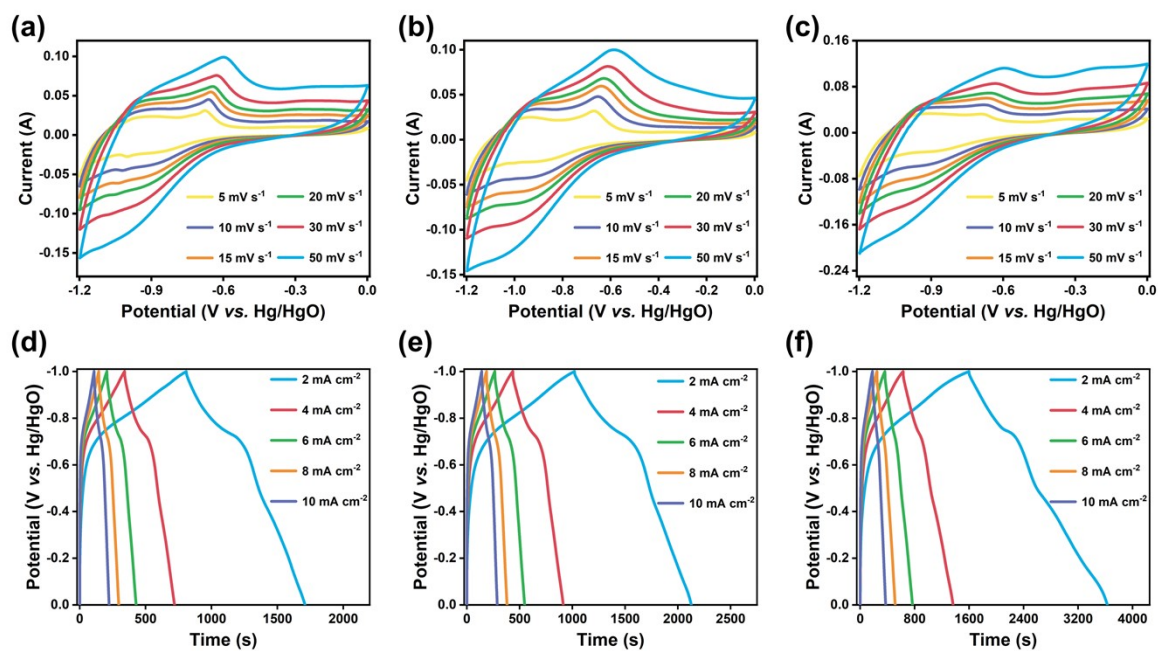 (a)
0.10
0.05
0.00
-0.05
-0.10
-0.15
Current (A)
5 mV s⁻¹
20 mV s⁻¹
10 mV s⁻¹
30 mV s⁻¹
15 mV s⁻¹
50 mV s⁻¹
-1.2
-0.9
-0.6
-0.3
0.0
Potential (V vs. Hg/HgO)
(b)
0.10
0.05
0.00
-0.05
-0.10
-0.15
Current (A)
5 mV s⁻¹
20 mV s⁻¹
10 mV s⁻¹
30 mV s⁻¹
15 mV s⁻¹
50 mV s⁻¹
-1.2
-1.0
-0.8
-0.6
-0.4
-0.2
0.0
Potential (V vs. Hg/HgO)
(c)
0.16
0.08
0.00
-0.08
-0.16
-0.24
Current (A)
5 mV s⁻¹
20 mV s⁻¹
10 mV s⁻¹
30 mV s⁻¹
15 mV s⁻¹
50 mV s⁻¹
-1.2
-0.9
-0.6
-0.3
0.0
Potential (V vs. Hg/HgO)
(d)
-1.0
-0.8
-0.6
-0.4
-0.2
0.0
Potential (V vs. Hg/HgO)
2 mA cm⁻²
4 mA cm⁻²
6 mA cm⁻²
8 mA cm⁻²
10 mA cm⁻²
0
500
1000
1500
2000
Time (s)
(e)
-1.0
-0.8
-0.6
-0.4
-0.2
0.0
Potential (V vs. Hg/HgO)
2 mA cm⁻²
4 mA cm⁻²
6 mA cm⁻²
8 mA cm⁻²
10 mA cm⁻²
0
500
1000
1500
2000
2500
Time (s)
(f)
-1.0
-0.8
-0.6
-0.4
-0.2
0.0
Potential (V vs. Hg/HgO)
2 mA cm⁻²
4 mA cm⁻²
6 mA cm⁻²
8 mA cm⁻²
10 mA cm⁻²
0
800
1600
2400
3200
4000
Time (s)